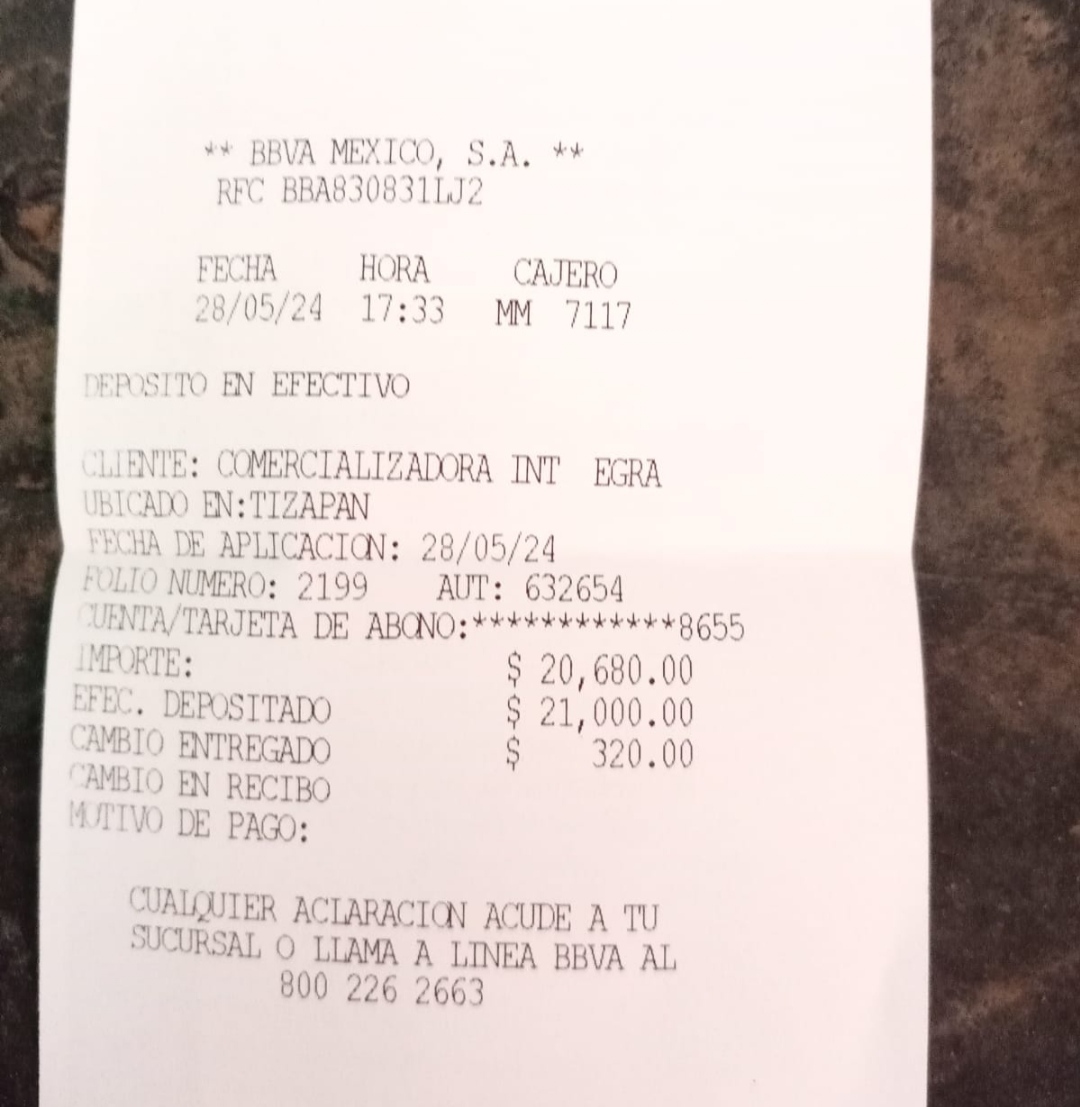 ** BBVA MEXICO, S.A. **
RFC BBA830831LJ2
FECHA HORA CAJERO
28/05/24 17:33 MM 7117
DEPOSITO EN EFECTIVO
CLIENTE: COMERCIALIZADORA INT EGRA
UBICADO EN:TIZAPAN
FECHA DE APLICACION: 28/05/24
FOLIO NUMERO: 2199 AUT: 632654
CUENTA/TARJETA DE ABONO:************8655
IMPORTE: $ 20,680.00
EFEC. DEPOSITADO $ 21,000.00
CAMBIO ENTREGADO $ 320.00
CAMBIO EN RECIBO
MOTIVO DE PAGO:
CUALQUIER ACLARACION ACUDE A TU
SUCURSAL O LLAMA A LINEA BBVA AL
800 226 2663